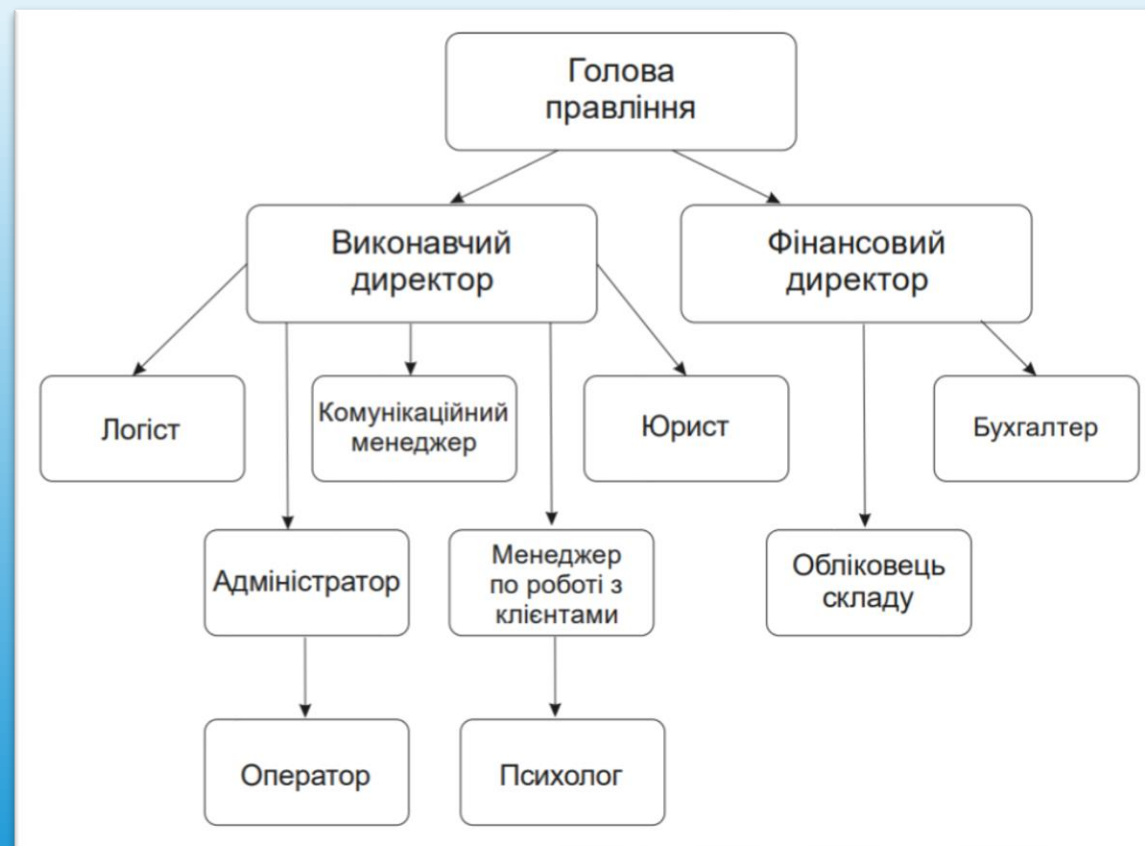 Голова
правління
Виконавчий
директор
Фінансовий
директор
Логіст
Комунікаційний
менеджер
Юрист
Бухгалтер
Адміністратор
Менеджер
по роботі з
клієнтами
Обліковець
складу
Оператор
Психолог